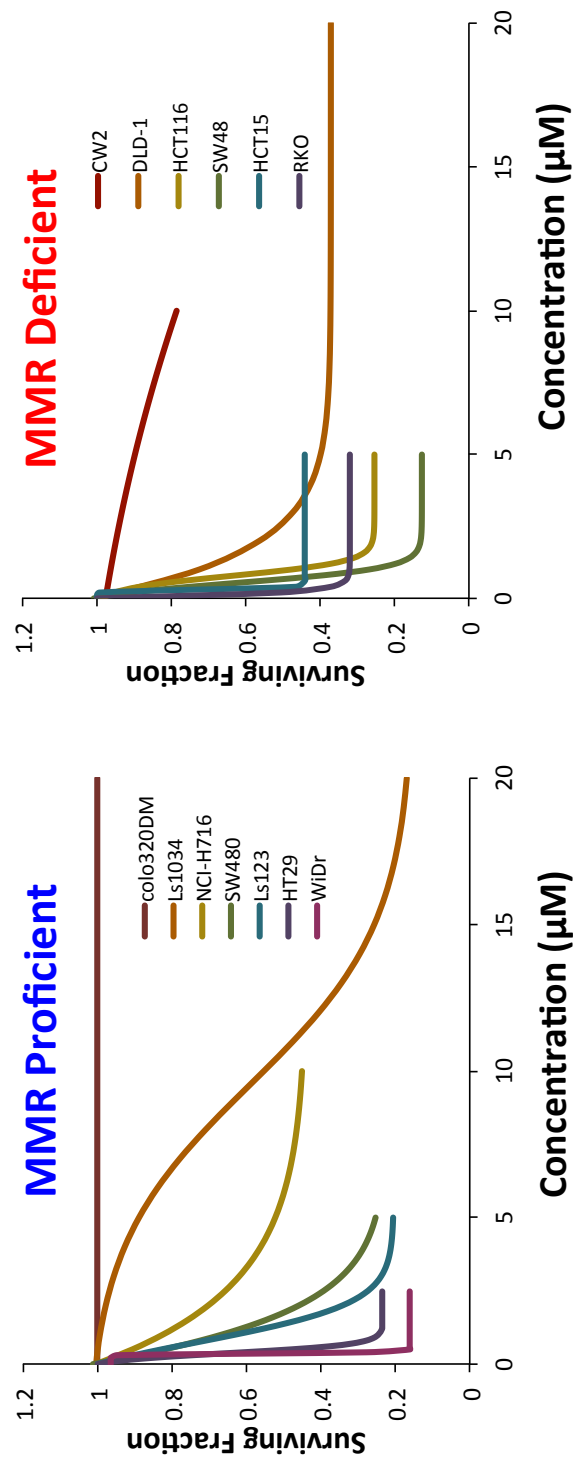 MMR Proficient
1.2
1
0.8
0.6
0.4
0.2
0
Surviving Fraction
0
5
10
15
20
Concentration (µM)
colo320DM
Ls1034
NCI-H716
SW480
Ls123
HT29
WiDr
MMR Deficient
1.2
1
0.8
0.6
0.4
0.2
0
Surviving Fraction
0
5
10
15
20
Concentration (µM)
CW2
DLD-1
HCT116
SW48
HCT15
RKO